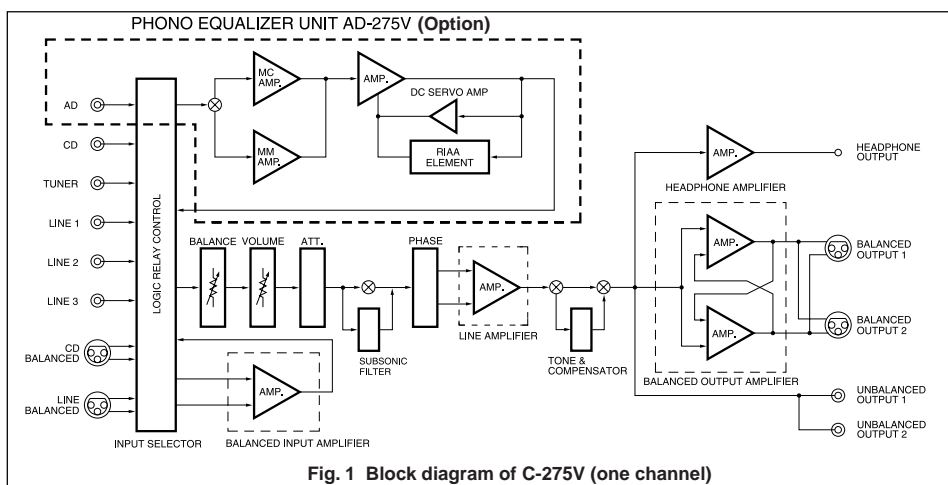 PHONO EQUALIZER UNIT AD-275V (Option)
AD
CD
TUNER
LINE 1
LINE 2
LINE 3
CD
BALANCED
LINE
BALANCED
LOGIC RELAY CONTROL
INPUT SELECTOR
MC
AMP.
MM
AMP.
AMP.
DC SERVO AMP
RIAA
ELEMENT
BALANCE
VOLUME
ATT.
SUBSONIC
FILTER
PHASE
AMP.
LINE AMPLIFIER
TONE &
COMPENSATOR
AMP.
BALANCED INPUT AMPLIFIER
AMP.
HEADPHONE AMPLIFIER
AMP.
AMP.
BALANCED OUTPUT AMPLIFIER
HEADPHONE
OUTPUT
BALANCED
OUTPUT 1
BALANCED
OUTPUT 2
UNBALANCED
OUTPUT 1
UNBALANCED
OUTPUT 2
Fig. 1 Block diagram of C-275V (one channel)